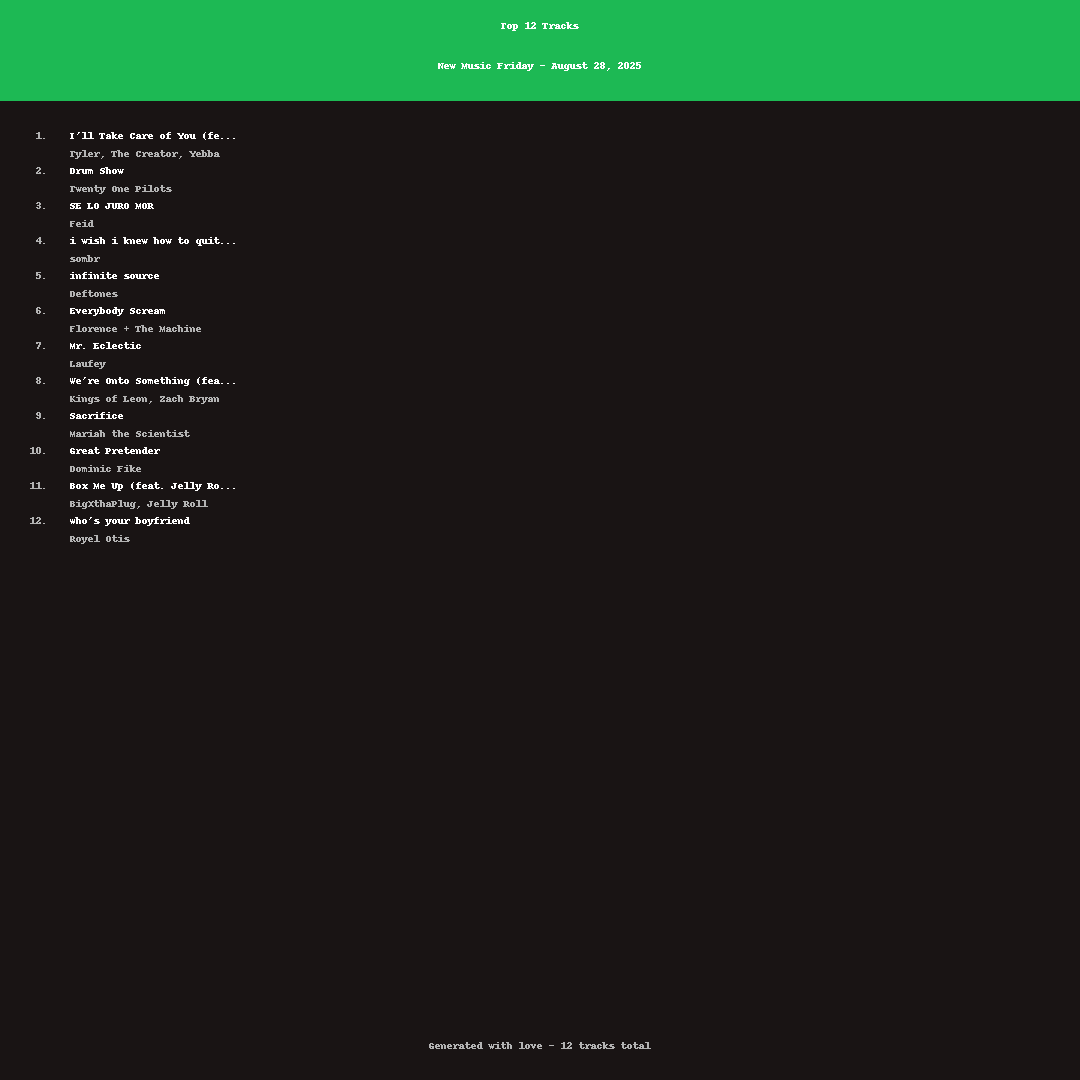 Top 12 Tracks
New Music Friday - August 28, 2025
1. I'll Take Care of You (fe...
Tyler, The Creator, Yebba
2. Drum Show
Twenty One Pilots
3. SE LO JURO MOR
Feid
4. i wish i knew how to quit...
sombr
5. infinite source
Deftones
6. Everybody Scream
Florence + The Machine
7. Mr. Eclectic
Laufey
8. We're Onto Something (fea...
Kings of Leon, Zach Bryan
9. Sacrifice
Mariah the Scientist
10. Great Pretender
Dominic Fike
11. Box Me Up (feat. Jelly Ro...
BigXthaPlug, Jelly Roll
12. who's your boyfriend
Royel Otis
Generated with love - 12 tracks total